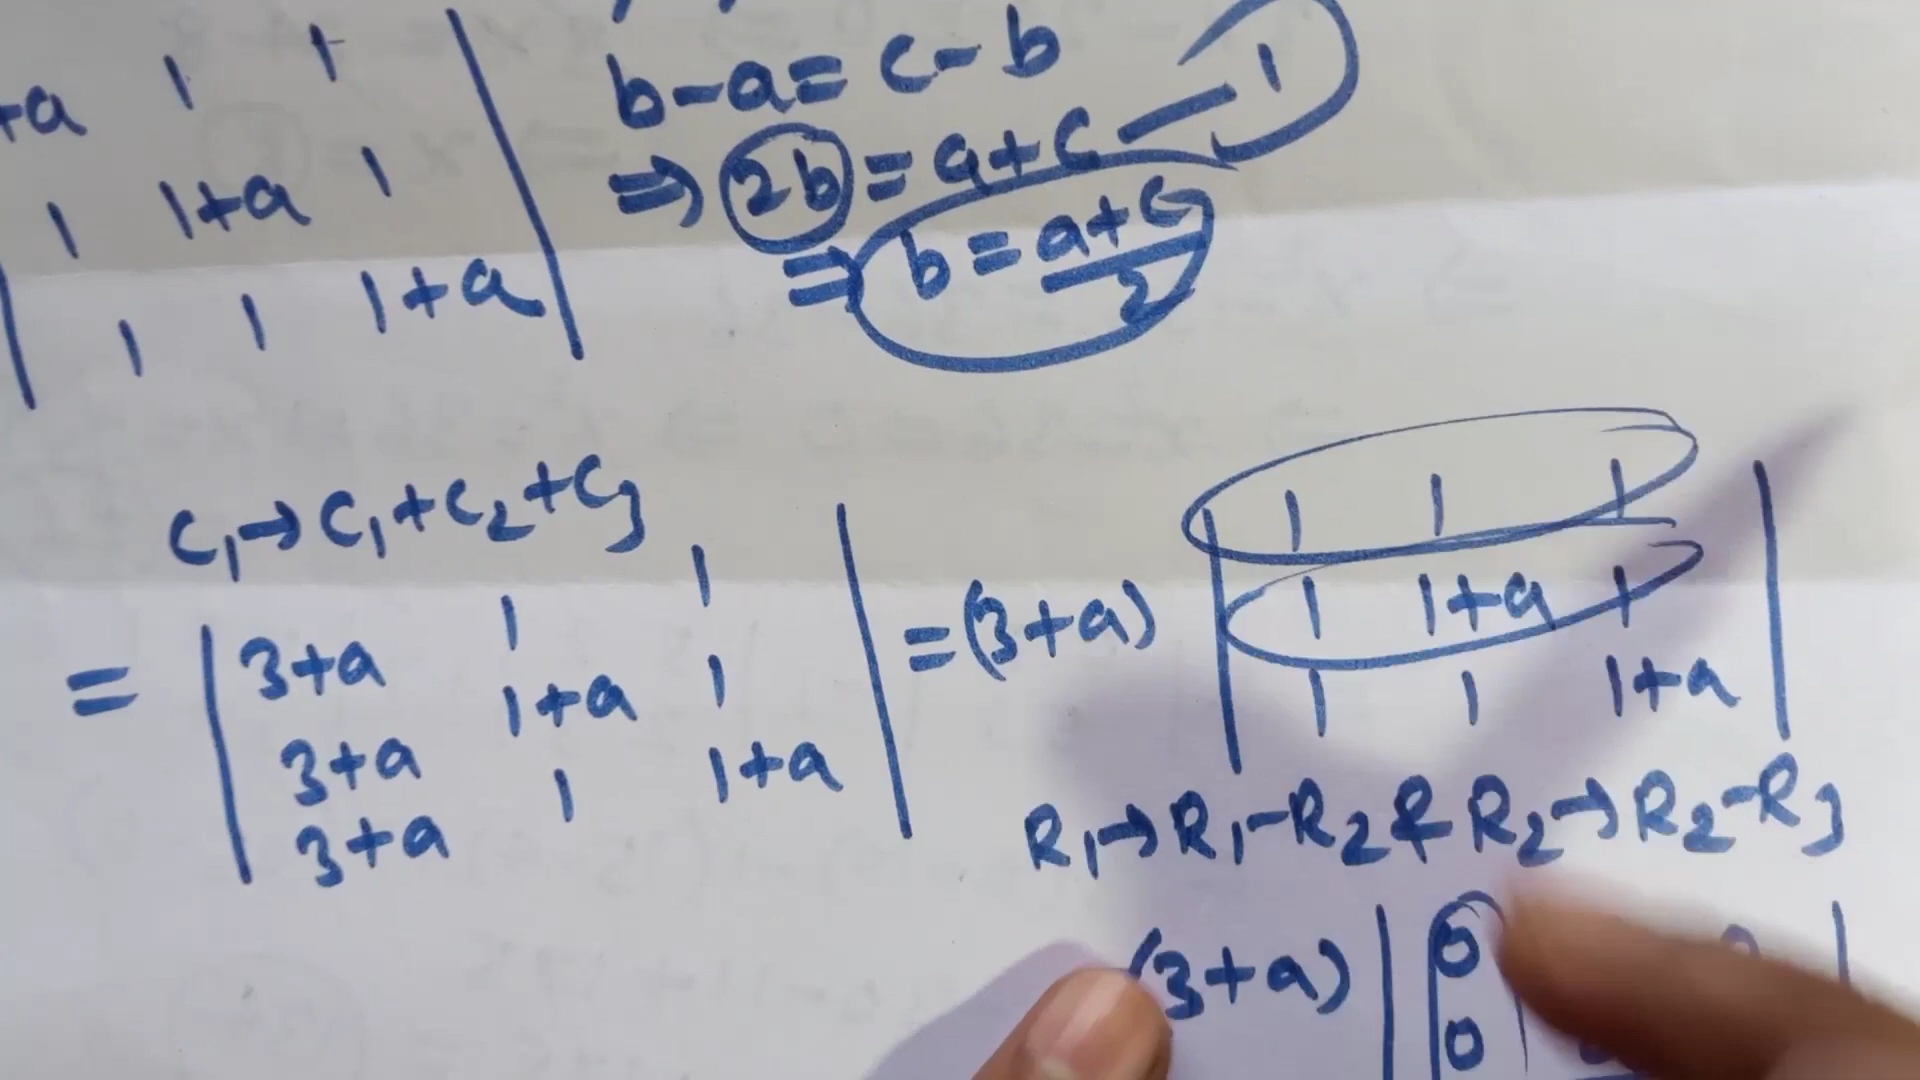 +a 1 1
1 1+a 1
1 1 1+a
b-a=c-b
⇒ 2b = a+c — 1
⇒ b = a+c/2
C₁→C₁+C₂+C₃
= | 3+a 1 1 |
3+a 1+a 1
3+a 1 1+a
=(3+a) | 1 1 1 |
1 1+a 1
1 1 1+a
R₁→R₁-R₂ & R₂→R₂-R₃
(3+a) | 0
0